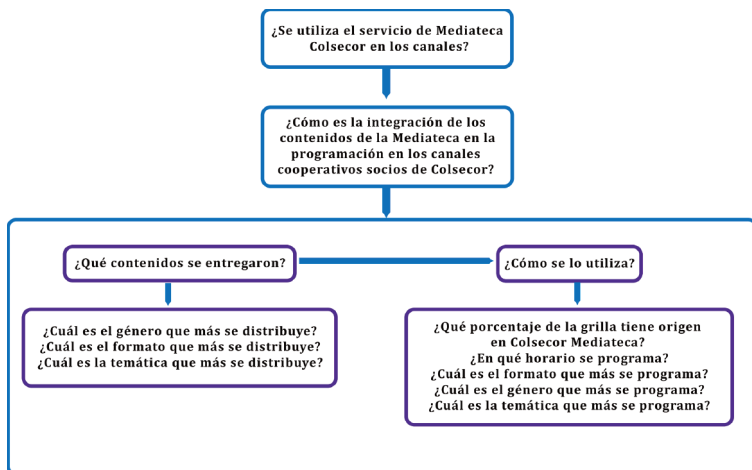 ¿Se utiliza el servicio de Mediateca
Colsecor en los canales?
¿Cómo es la integración de los
contenidos de la Mediateca en la
programación en los canales
cooperativos socios de Colsecor?
¿Qué contenidos se entregaron?
¿Cómo se lo utiliza?
¿Cuál es el género que más se distribuye?
¿Cuál es el formato que más se distribuye?
¿Cuál es la temática que más se distribuye?
¿Qué porcentaje de la grilla tiene origen
en Colsecor Mediateca?
¿En qué horario se programa?
¿Cuál es el formato que más se programa?
¿Cuál es el género que más se programa?
¿Cuál es la temática que más se programa?